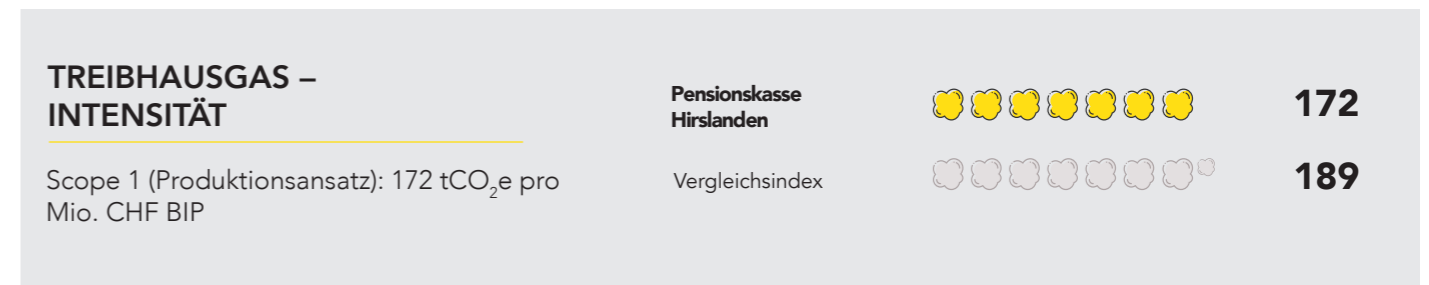 TREIBHAUSGAS –
INTENSITÄT
Scope 1 (Produktionsansatz): 172 tCO₂e pro
Mio. CHF BIP
Pensionskasse
Hirslanden
172
Vergleichsindex
189